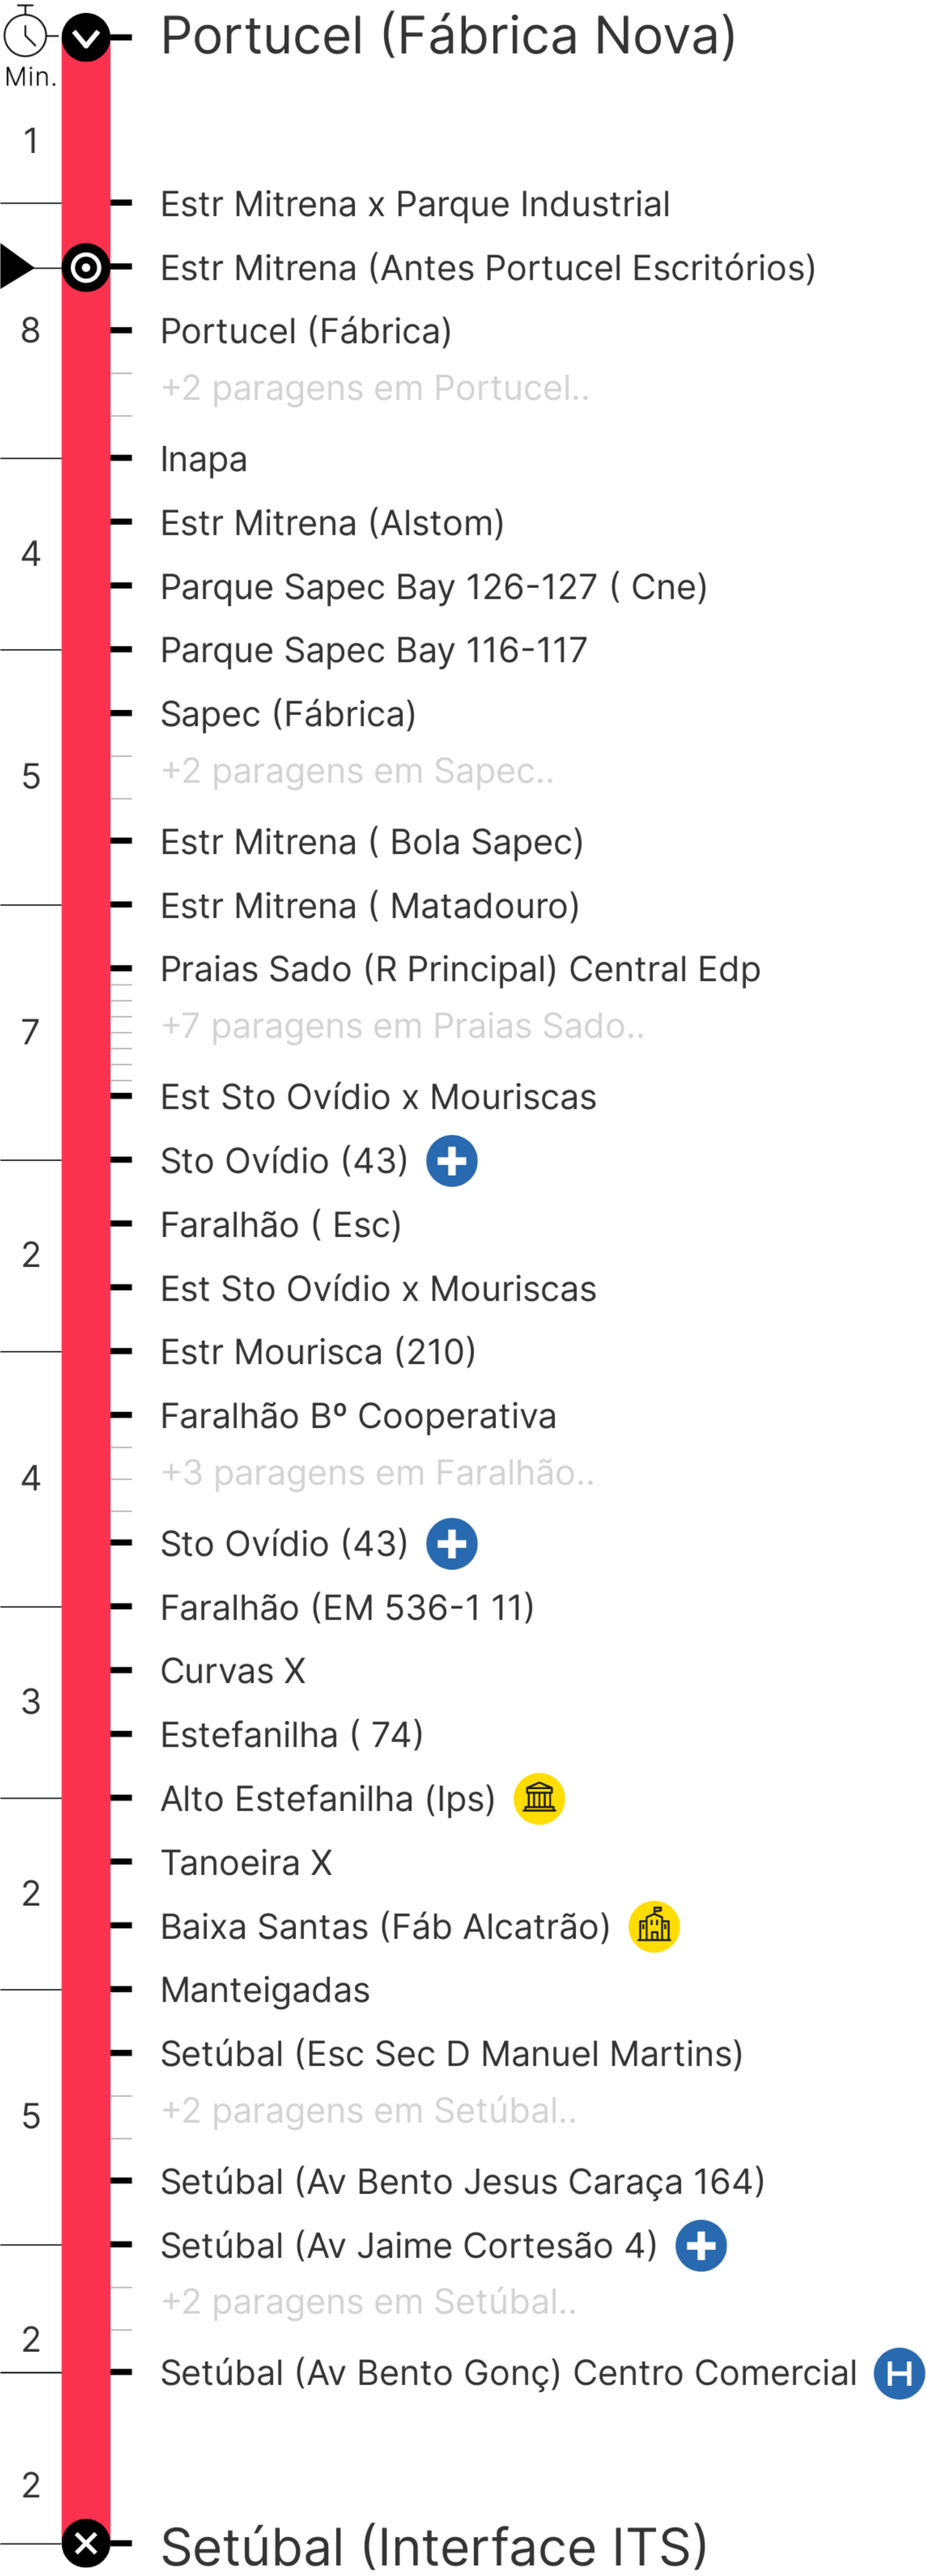 Portucel (Fábrica Nova)
Min.
1
Estr Mitrena x Parque Industrial
Estr Mitrena (Antes Portucel Escritórios)
8
Portucel (Fábrica)
+2 paragens em Portucel..
Inapa
Estr Mitrena (Alstom)
4
Parque Sapec Bay 126-127 ( Cne)
Parque Sapec Bay 116-117
Sapec (Fábrica)
5
+2 paragens em Sapec..
Estr Mitrena ( Bola Sapec)
Estr Mitrena ( Matadouro)
Praias Sado (R Principal) Central Edp
7
+7 paragens em Praias Sado..
Est Sto Ovídio x Mouriscas
Sto Ovídio (43)
Faralhão ( Esc)
2
Est Sto Ovídio x Mouriscas
Estr Mourisca (210)
Faralhão Bº Cooperativa
4
+3 paragens em Faralhão..
Sto Ovídio (43)
Faralhão (EM 536-1 11)
Curvas X
3
Estefanilha ( 74)
Alto Estefanilha (Ips)
Tanoeira X
2
Baixa Santas (Fáb Alcatrão)
Manteigadas
Setúbal (Esc Sec D Manuel Martins)
5
+2 paragens em Setúbal..
Setúbal (Av Bento Jesus Caraça 164)
Setúbal (Av Jaime Cortesão 4)
+2 paragens em Setúbal..
2
Setúbal (Av Bento Gonç) Centro Comercial H
2
Setúbal (Interface ITS)